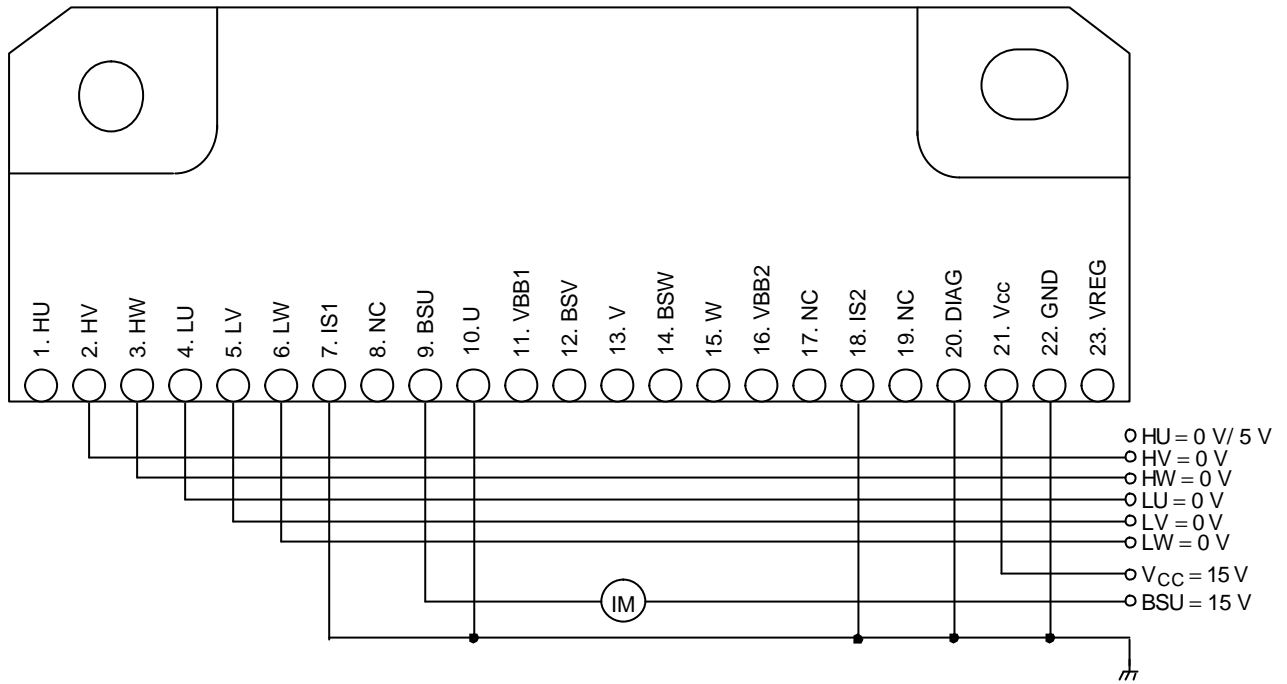 1. HU
2. HV
3. HW
4. LU
5. LV
6. LW
7. IS1
8. NC
9. BSU
10. U
11. VBB1
12. BSV
13. V
14. BSW
15. W
16. VBB2
17. NC
18. IS2
19. NC
20. DIAG
21. Vcc
22. GND
23. VREG
HU = 0 V/ 5 V
HV = 0 V
HW = 0 V
LU = 0 V
LV = 0 V
LW = 0 V
VCC = 15 V
IM
BSU = 15 V